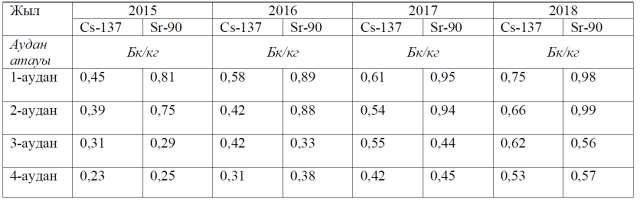 Жыл 2015 2016 2017 2018
Cs-137 Sr-90 Cs-137 Sr-90 Cs-137 Sr-90 Cs-137 Sr-90
Аудан атауы Бк/кг Бк/кг Бк/кг Бк/кг
1-аудан 0,45 0,81 0,58 0,89 0,61 0,95 0,75 0,98
2-аудан 0,39 0,75 0,42 0,88 0,54 0,94 0,66 0,99
3-аудан 0,31 0,29 0,42 0,33 0,55 0,44 0,62 0,56
4-аудан 0,23 0,25 0,31 0,38 0,42 0,45 0,53 0,57